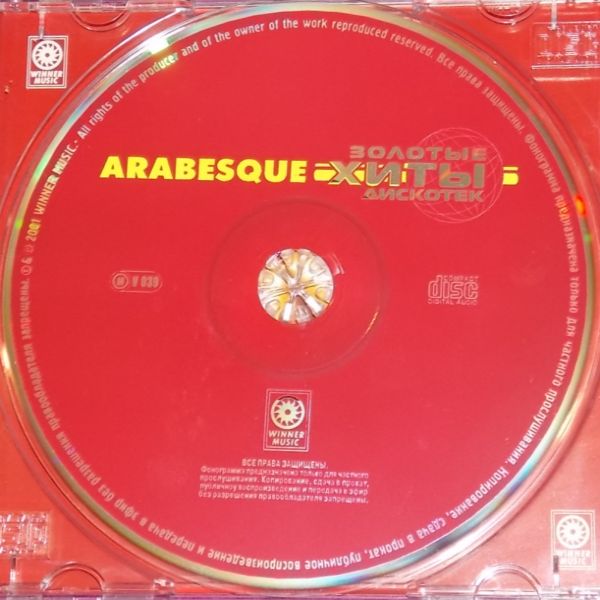 WINNER
MUSIC
℗ & © 2001 WINNER MUSIC. All rights of the producer and of the owner of the work reproduced reserved. Все права защищены. Фонограмма предназначена только для частного прослушивания. Копирование, сдача в прокат, публичное воспроизведение и передача в эфир без разрешения правообладателя запрещены.
ЗОЛОТЫЕ
ARABESQUE
ХИТЫ
S
ДИСКОТЕК
W 039
COMPACT
disc
DIGITAL AUDIO
WINNER
MUSIC
ВСЕ ПРАВА ЗАЩИЩЕНЫ.
Фонограмма предназначена только для частного
прослушивания. Копирование, сдача в прокат,
публичное воспроизведение и передача в эфир
без разрешения правообладателя запрещены.
WINNER
MUSIC